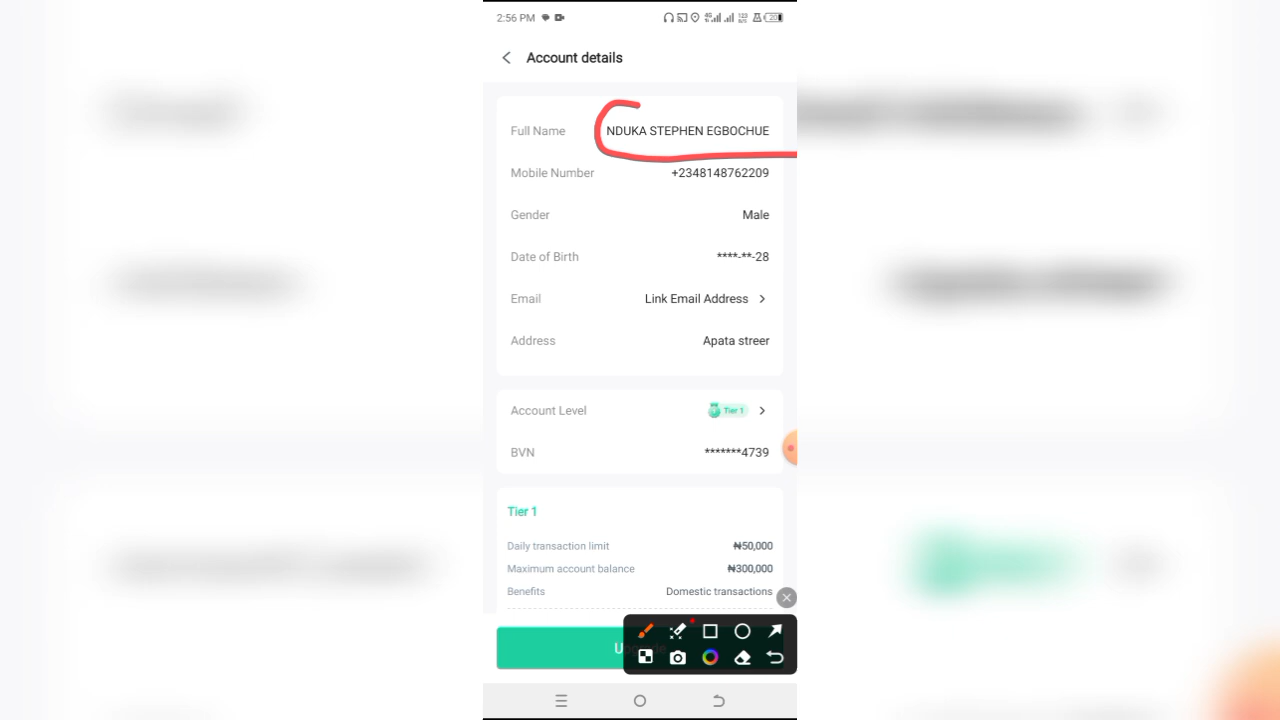 2:56 PM
Account details
Full Name NDUKA STEPHEN EGBOCHUE
Mobile Number +2348148762209
Gender Male
Date of Birth ****-**-28
Email Link Email Address
Address Apata streer
Account Level Tier 1
BVN *******4739
Tier 1
Daily transaction limit ₦50,000
Maximum account balance ₦300,000
Benefits Domestic transactions